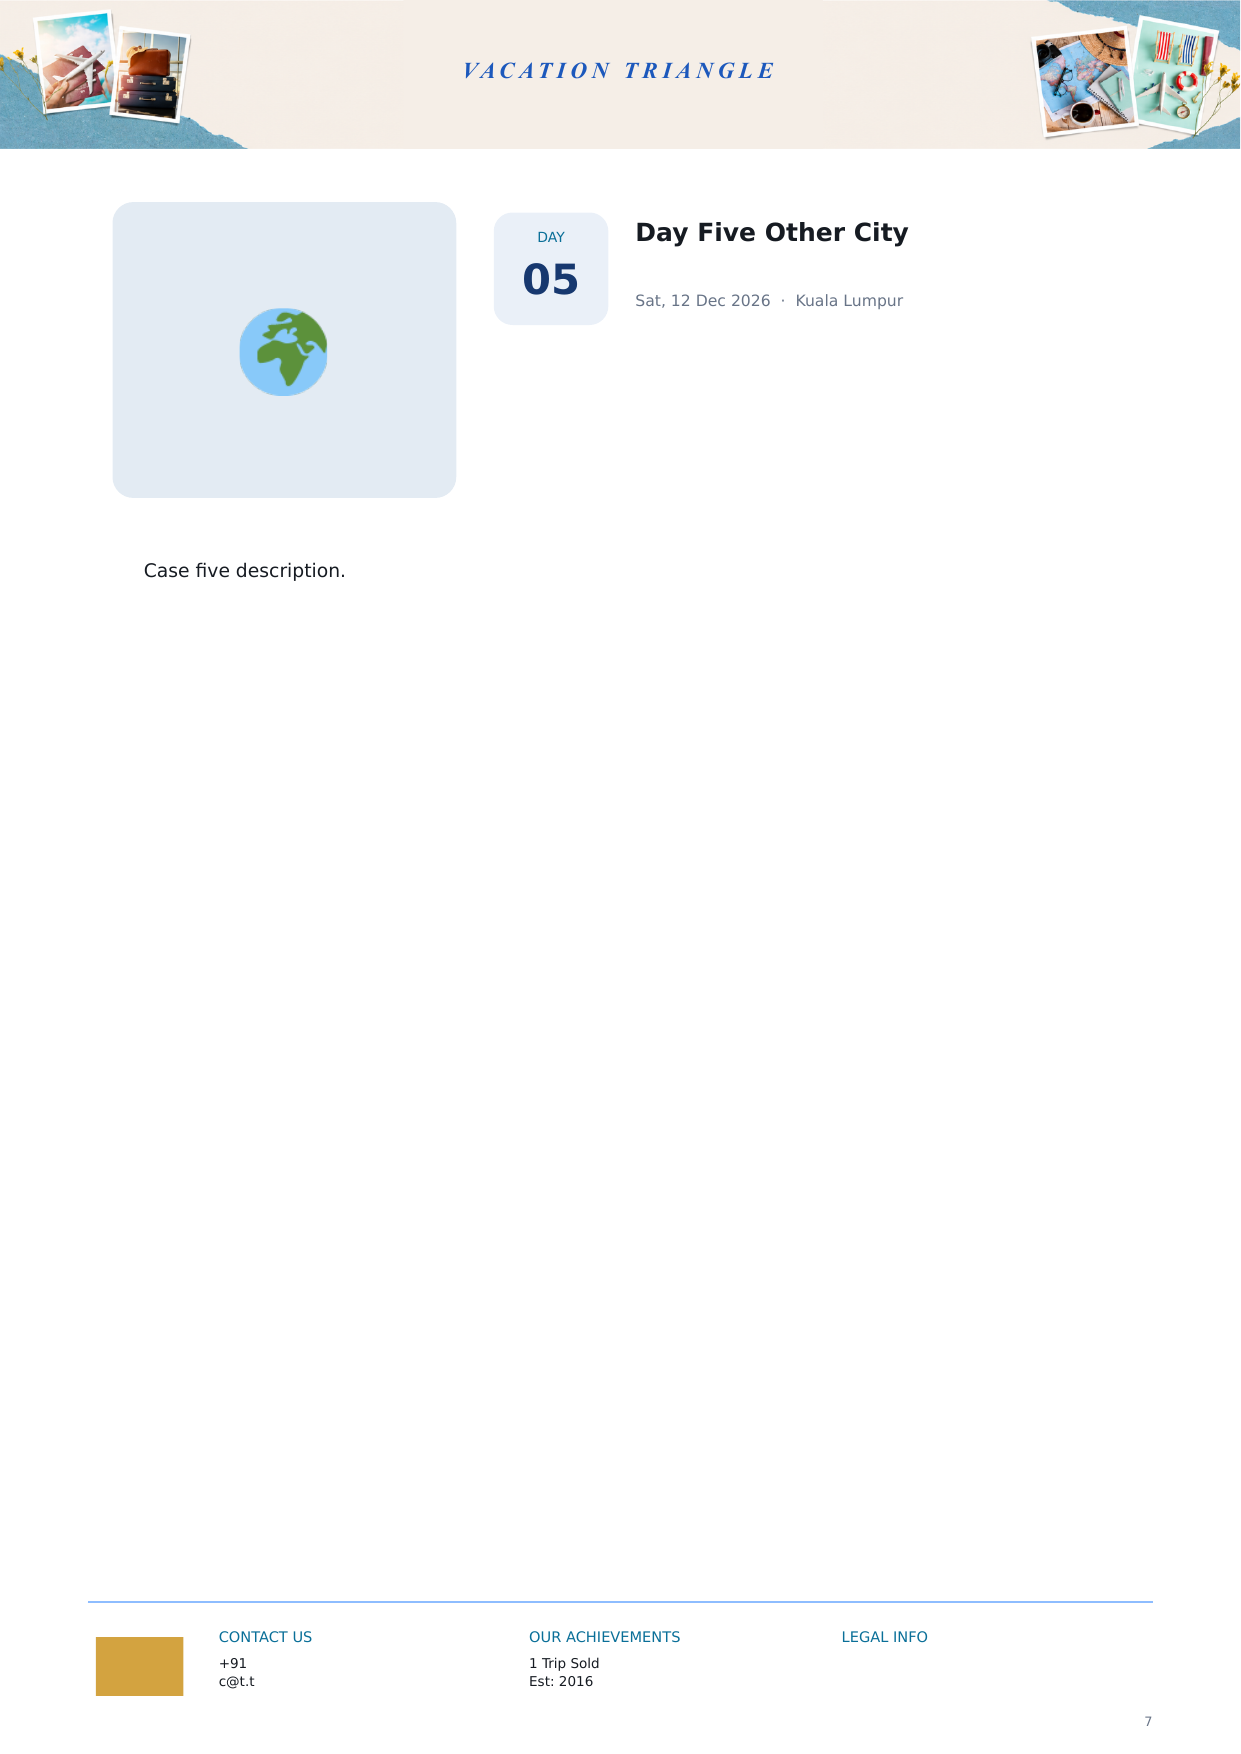 VACATION TRIANGLE
DAY
05
Day Five Other City
Sat, 12 Dec 2026 · Kuala Lumpur
Case five description.
CONTACT US
+91
c@t.t
OUR ACHIEVEMENTS
1 Trip Sold
Est: 2016
LEGAL INFO
7